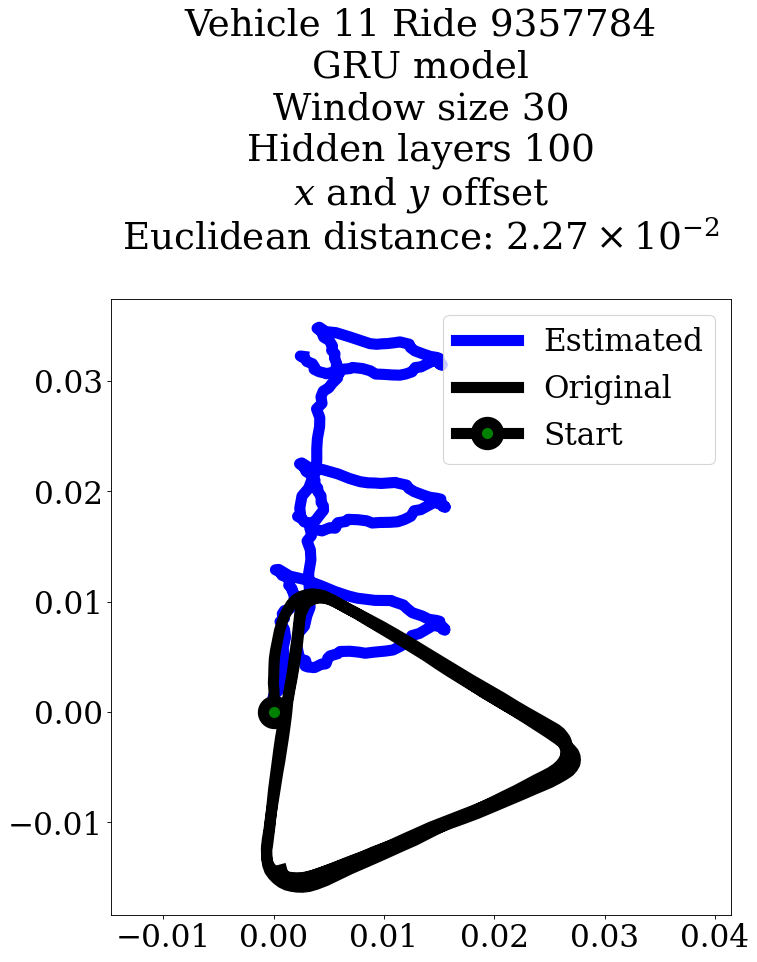 Vehicle 11 Ride 9357784
GRU model
Window size 30
Hidden layers 100
x and y offset
Euclidean distance: 2.27 × 10⁻²
Estimated
Original
Start
0.03
0.02
0.01
0.00
−0.01
−0.01 0.00 0.01 0.02 0.03 0.04